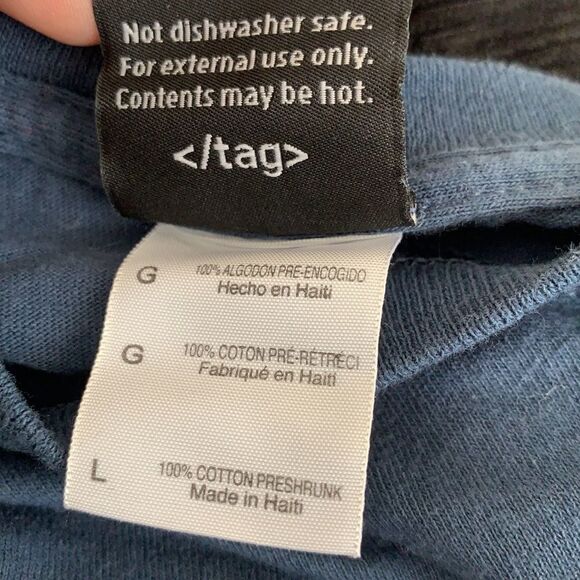 Not dishwasher safe.
For external use only.
Contents may be hot.
</tag>
G 100% ALGODON PRE-ENCOGIDO
Hecho en Haiti
G 100% COTON PRÉ-RÉTRECI
Fabriqué en Haiti
L 100% COTTON PRESHRUNK
Made in Haiti